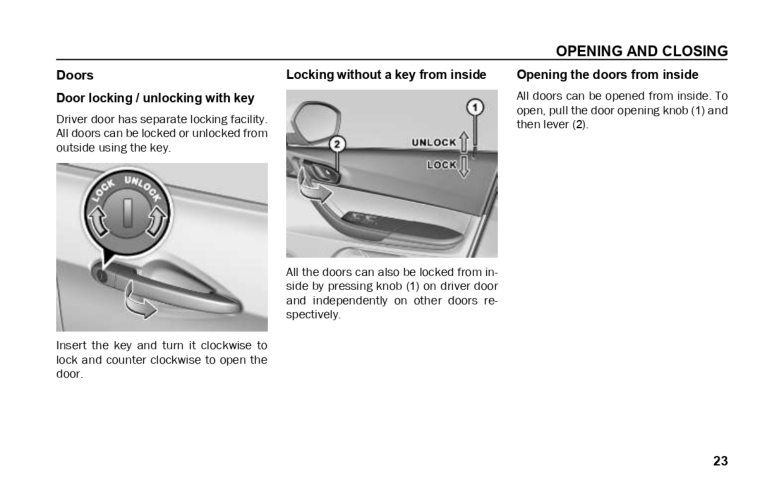 OPENING AND CLOSING
Doors
Door locking / unlocking with key
Driver door has separate locking facility.
All doors can be locked or unlocked from
outside using the key.
LOCK UNLOCK
Insert the key and turn it clockwise to
lock and counter clockwise to open the
door.
Locking without a key from inside
1
2
UNLOCK
LOCK
All the doors can also be locked from in-
side by pressing knob (1) on driver door
and independently on other doors re-
spectively.
Opening the doors from inside
All doors can be opened from inside. To
open, pull the door opening knob (1) and
then lever (2).
23